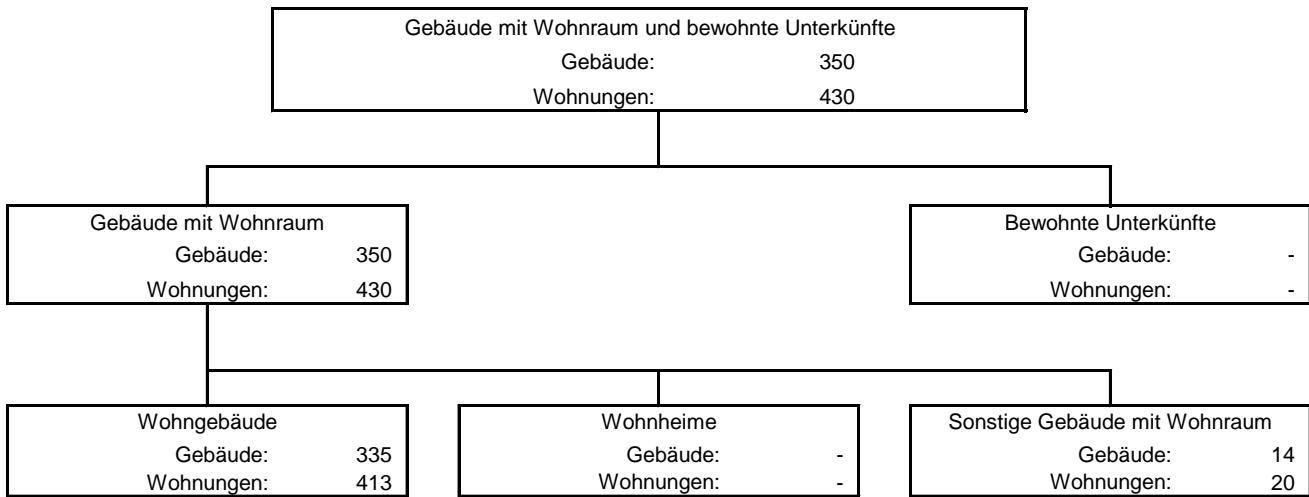 Gebäude mit Wohnraum und bewohnte Unterkünfte
Gebäude: 350
Wohnungen: 430
Gebäude mit Wohnraum
Gebäude: 350
Wohnungen: 430
Bewohnte Unterkünfte
Gebäude: -
Wohnungen: -
Wohngebäude
Gebäude: 335
Wohnungen: 413
Wohnheime
Gebäude: -
Wohnungen: -
Sonstige Gebäude mit Wohnraum
Gebäude: 14
Wohnungen: 20